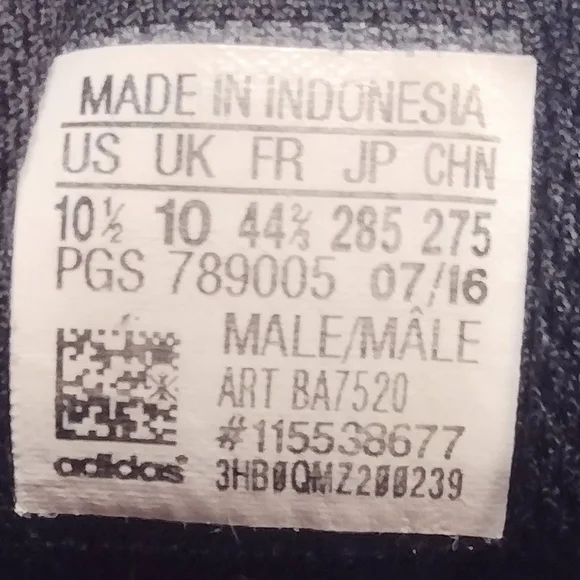 MADE IN INDONESIA
US UK FR JP CHN
10½ 10 44⅔ 285 275
PGS 789005 07/16
MALE/MÂLE
ART BA7520
#115538677
adidas® 3HB0QMZ200239